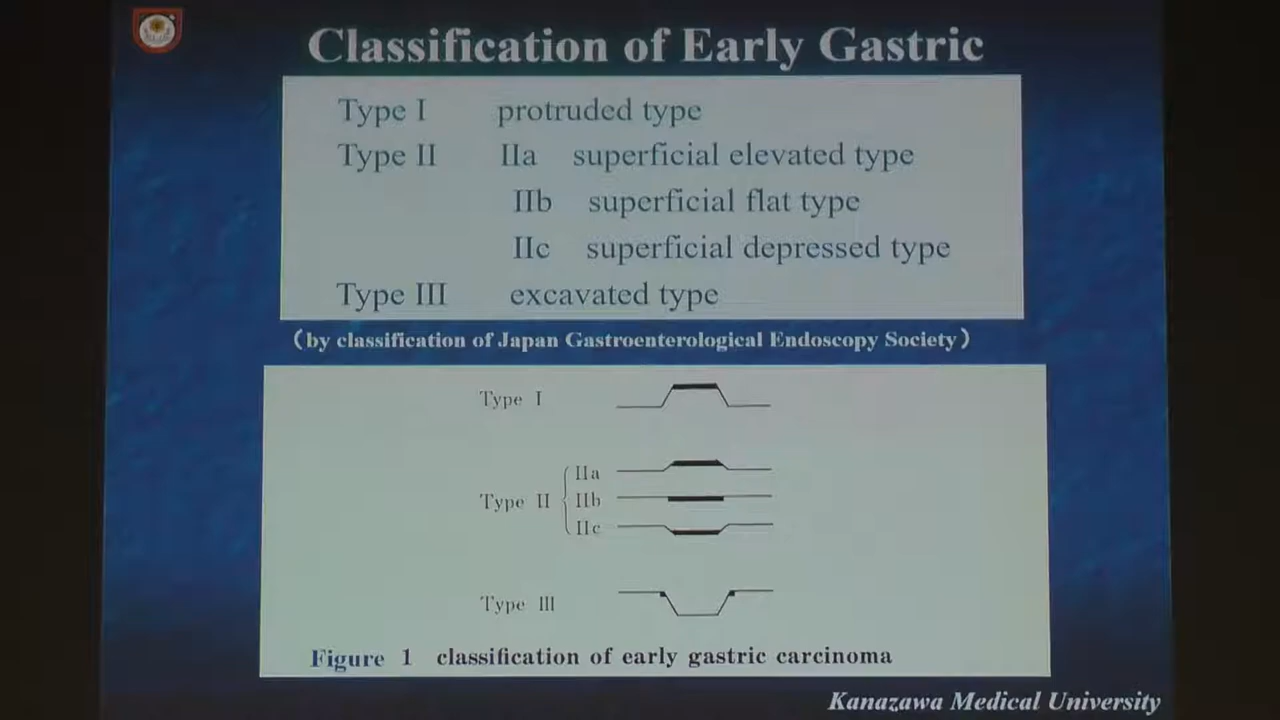 Classification of Early Gastric
Type I protruded type
Type II IIa superficial elevated type
IIb superficial flat type
IIc superficial depressed type
Type III excavated type
(by classification of Japan Gastroenterological Endoscopy Society)
Type I
Type II
IIa
IIb
IIc
Type III
Figure 1 classification of early gastric carcinoma
Kanazawa Medical University